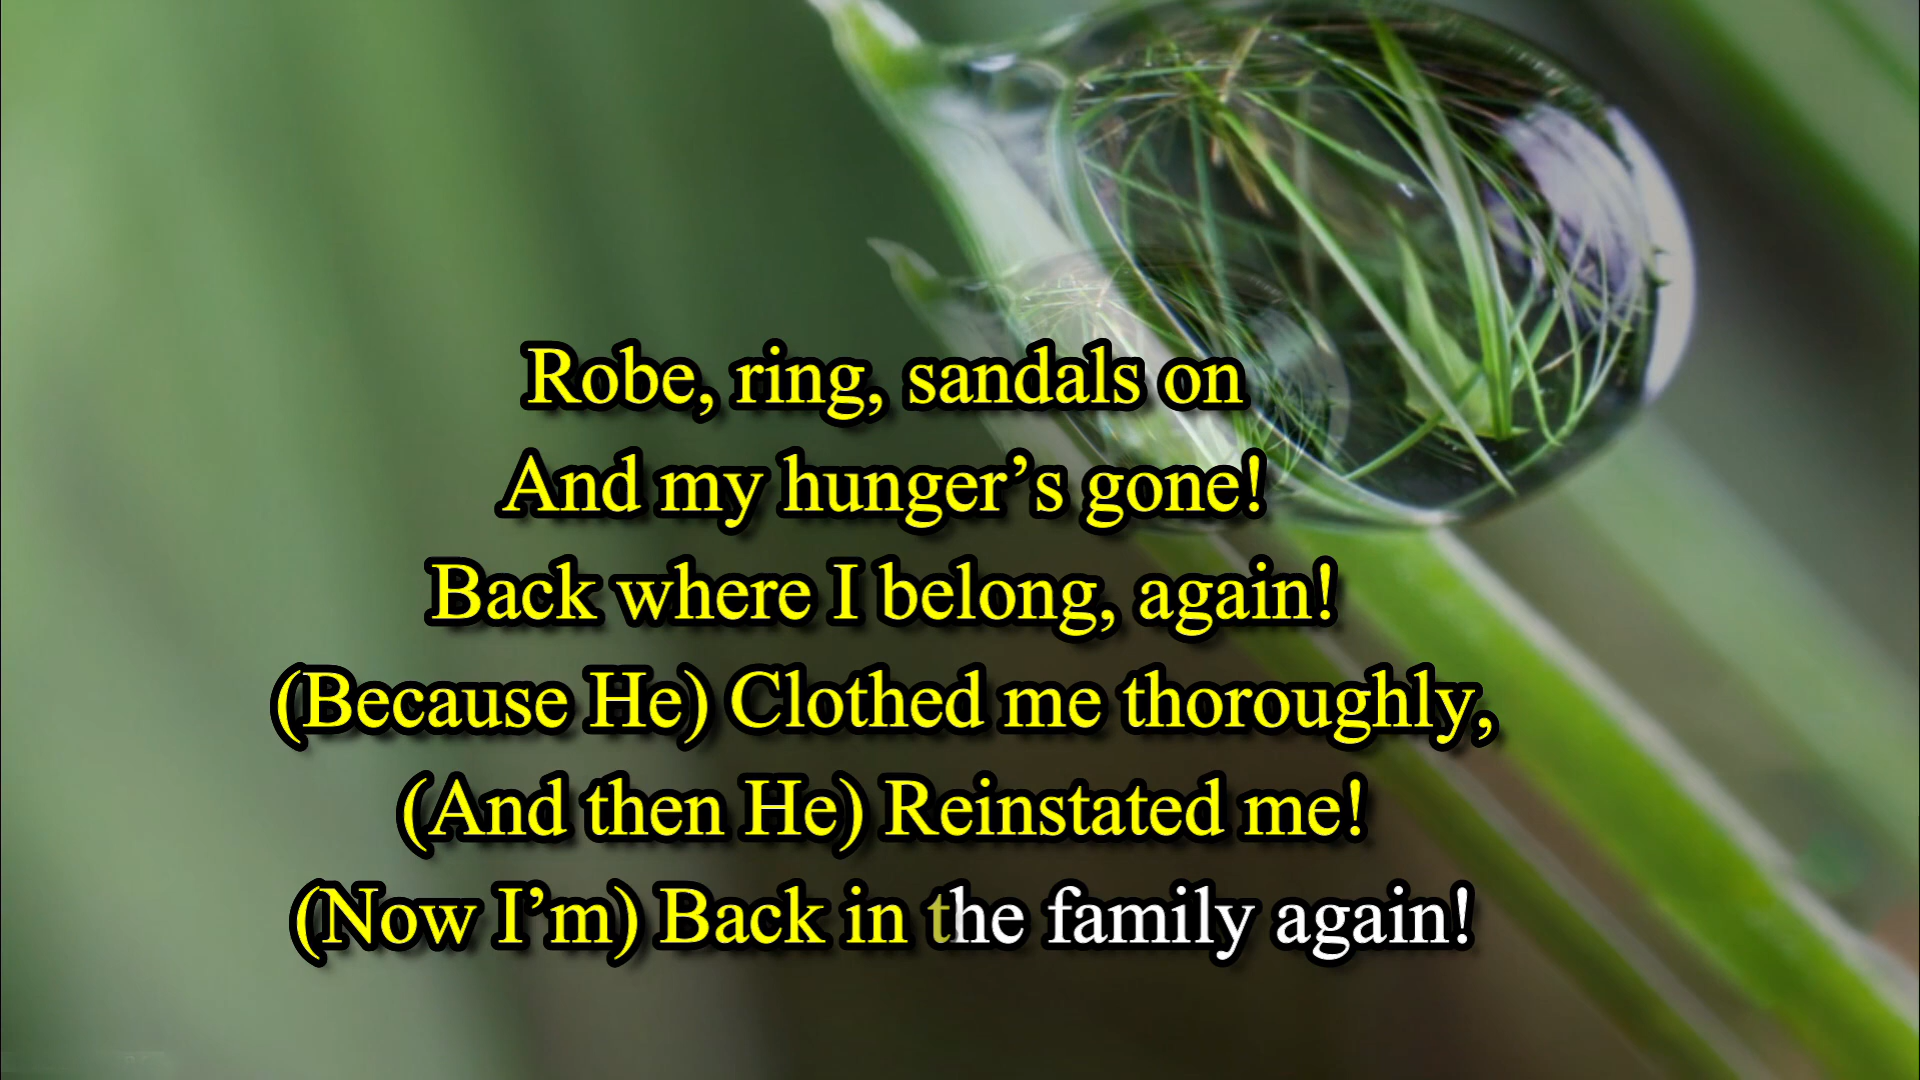 Robe, ring, sandals on
And my hunger’s gone!
Back where I belong, again!
(Because He) Clothed me thoroughly,
(And then He) Reinstated me!
(Now I’m) Back in the family again!